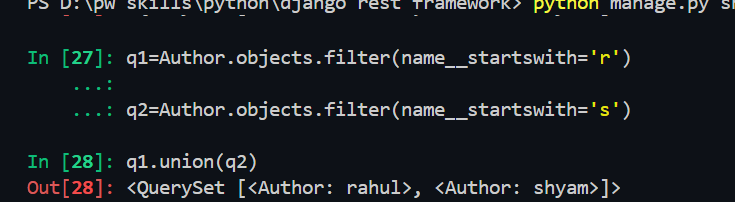 PS D:\pw skills\python\django rest framework> python manage.py sh
In [27]: q1=Author.objects.filter(name__startswith='r')
...:
...: q2=Author.objects.filter(name__startswith='s')
In [28]: q1.union(q2)
Out[28]: <QuerySet [<Author: rahul>, <Author: shyam>]>